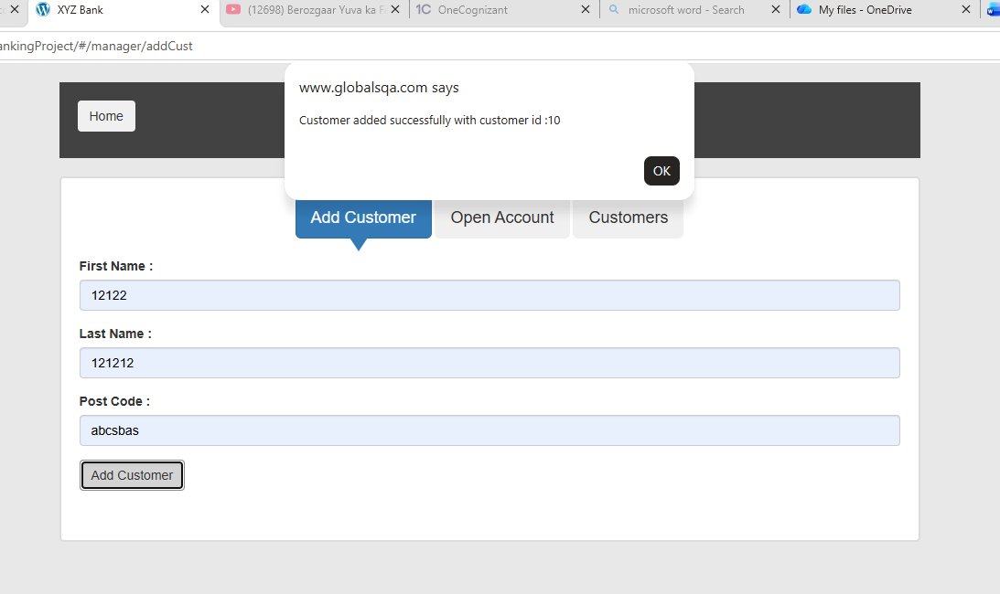 XYZ Bank
(12698) Berozgaar Yuva ka
OneCognizant
microsoft word - Search
My files - OneDrive
ankingProject/#/manager/addCust
www.globalsqa.com says
Customer added successfully with customer id :10
OK
Home
Add Customer
Open Account
Customers
First Name :
12122
Last Name :
121212
Post Code :
abcsbas
Add Customer